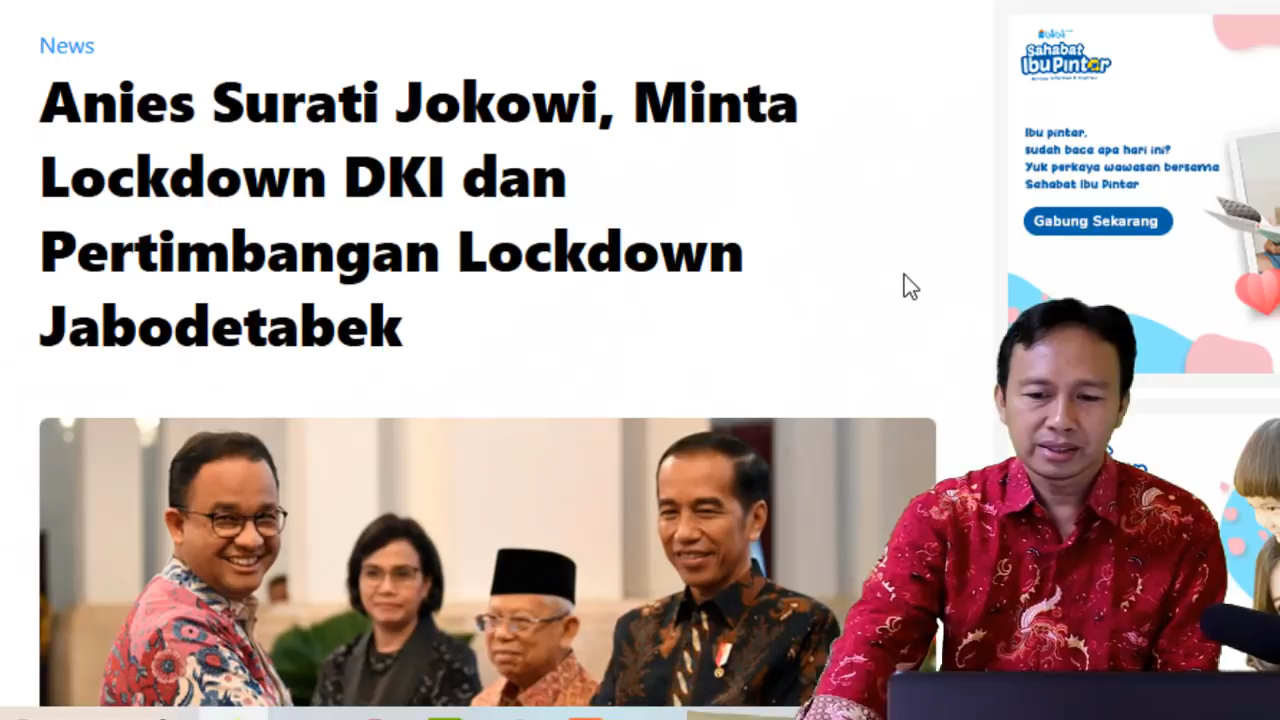 News
Anies Surati Jokowi, Minta
Lockdown DKI dan
Pertimbangan Lockdown
Jabodetabek
Sahabat
Ibu Pintar
Ibu pintar,
sudah baca apa hari ini?
Yuk perkaya wawasan bersama
Sahabat Ibu Pintar
Gabung Sekarang